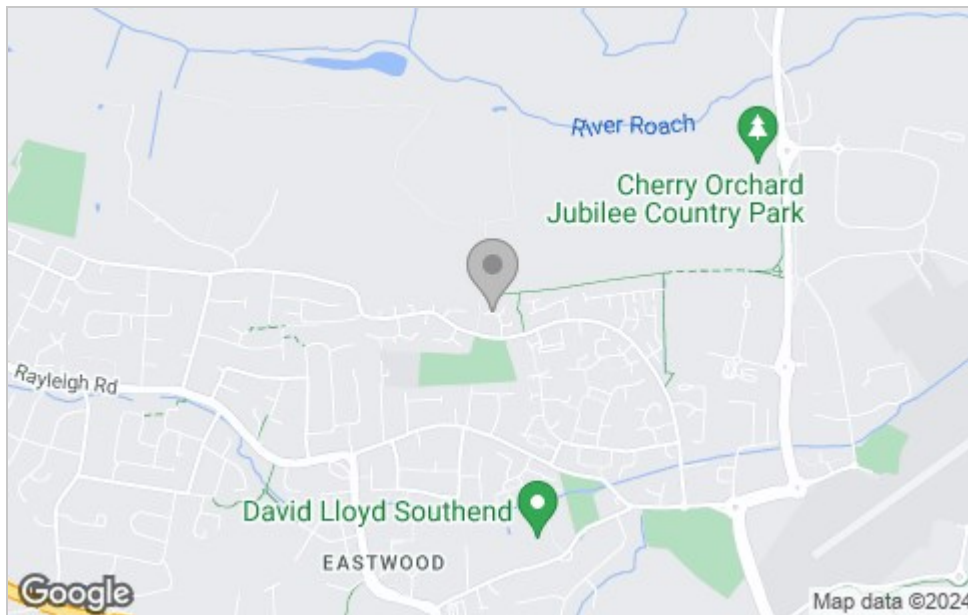 River Roach
Cherry Orchard
Jubilee Country Park
Rayleigh Rd
David Lloyd Southend
EASTWOOD
Google
Map data ©2024